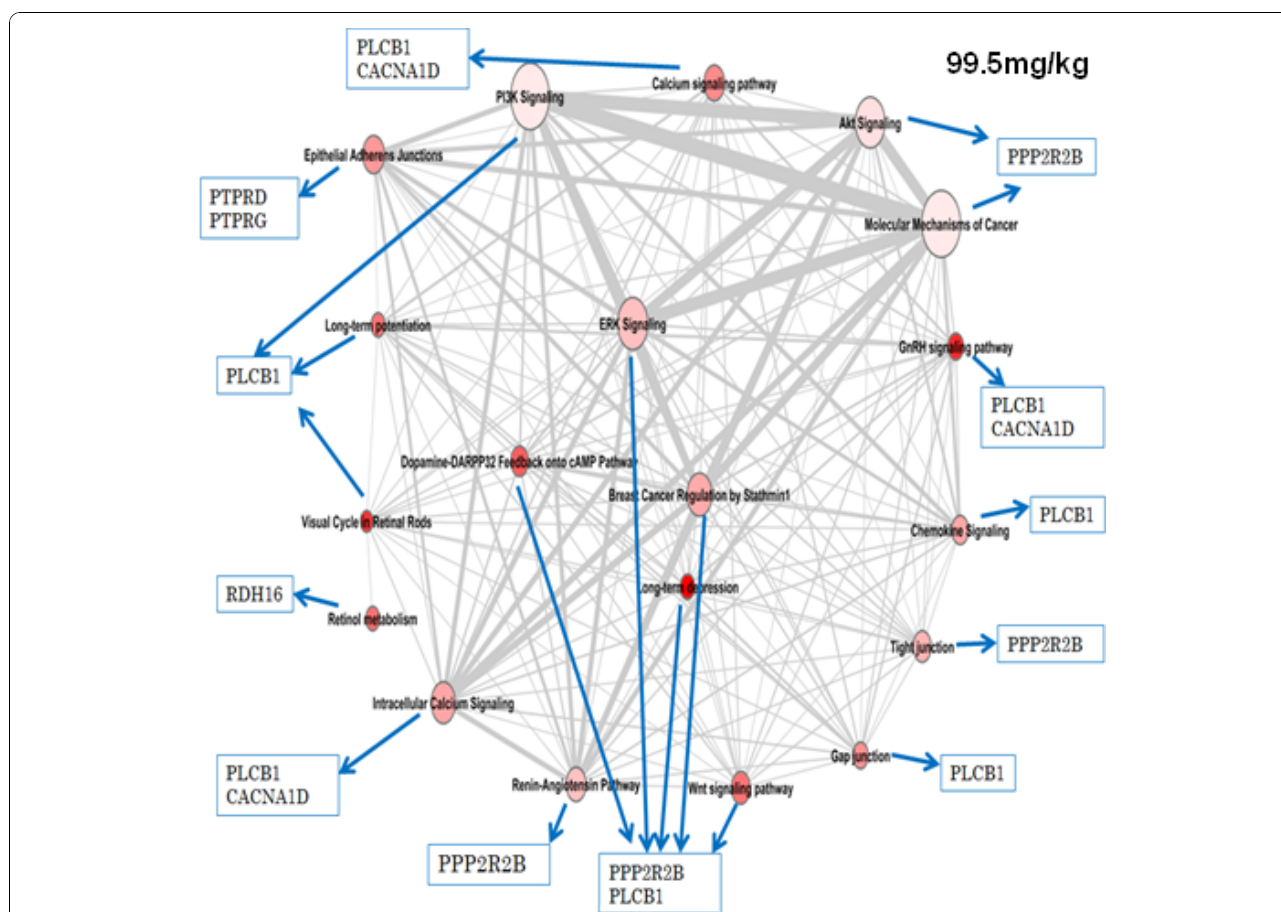 PLCB1
CACNA1D
99.5mg/kg
Calcium signaling pathway
PI3K Signaling
Akt Signaling
PPP2R2B
Epithelial Adherens Junctions
PTPRD
PTPRG
Molecular Mechanisms of Cancer
Long-term potentiation
ERK Signaling
GnRH signaling pathway
PLCB1
PLCB1
CACNA1D
Dopamine-DARPP32 Feedback onto cAMP Pathway
Breast Cancer Regulation by Stathmin1
Visual Cycle in Retinal Rods
Chemokine Signaling
PLCB1
Long-term depression
RDH16
Retinol metabolism
Tight junction
PPP2R2B
Intracellular Calcium Signaling
Gap junction
PLCB1
PLCB1
CACNA1D
Renin-Angiotensin Pathway
Wnt signaling pathway
PPP2R2B
PPP2R2B
PLCB1